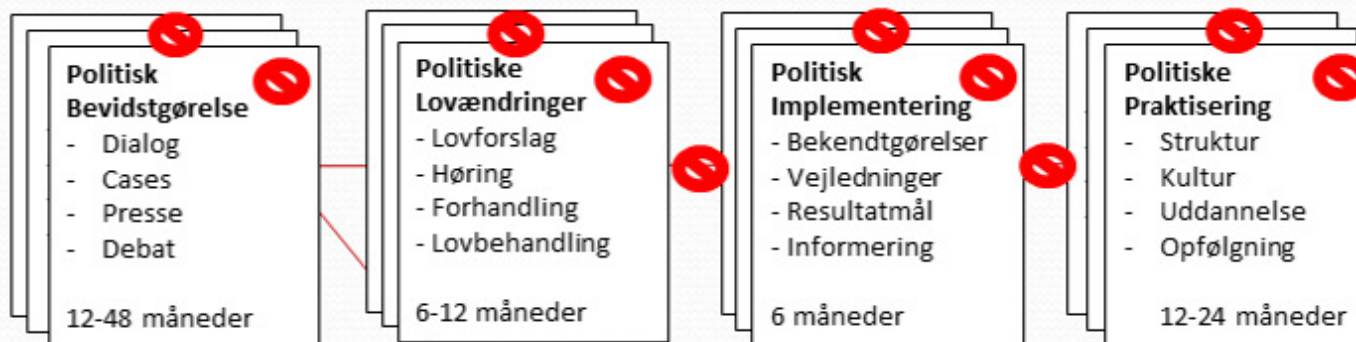 Politisk
Bevidstgørelse
- Dialog
- Cases
- Presse
- Debat
12-48 måneder
Politiske
Lovændringer
- Lovforslag
- Høring
- Forhandling
- Lovbehandling
6-12 måneder
Politisk
Implementering
- Bekendtgørelser
- Vejledninger
- Resultatmål
- Informering
6 måneder
Politiske
Praktisering
- Struktur
- Kultur
- Uddannelse
- Opfølgning
12-24 måneder